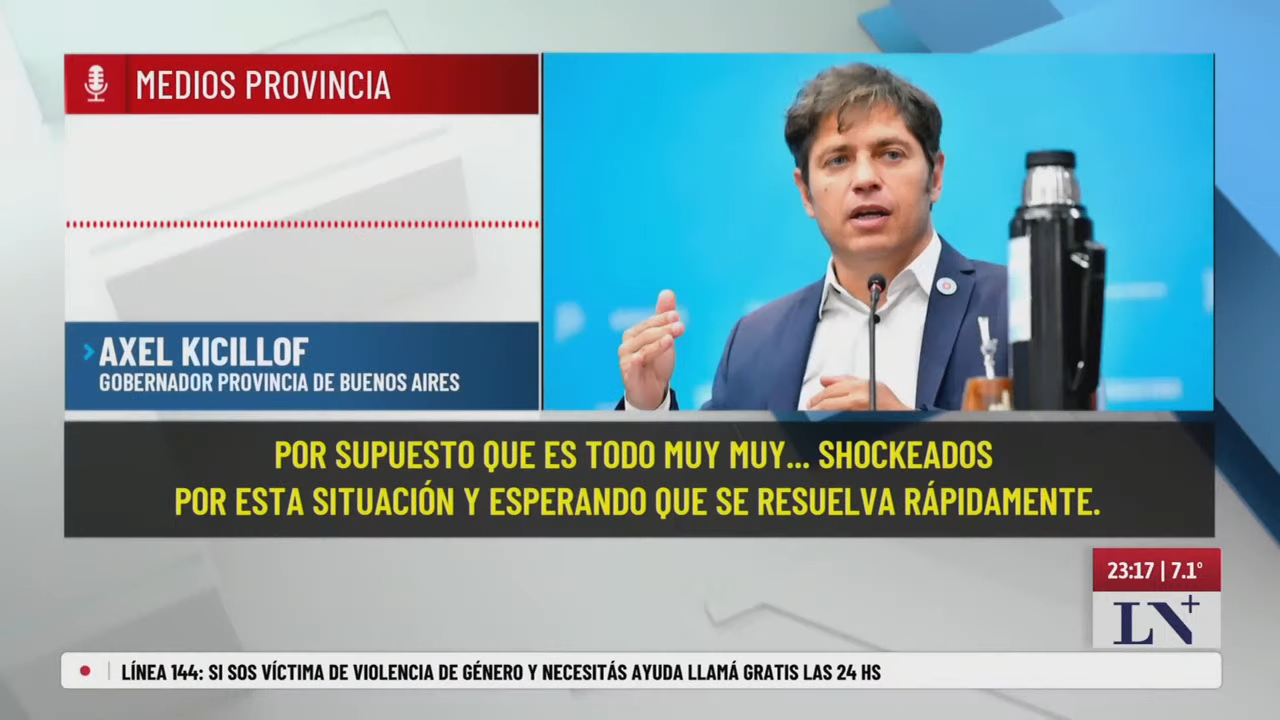 MEDIOS PROVINCIA
AXEL KICILLOF
GOBERNADOR PROVINCIA DE BUENOS AIRES
POR SUPUESTO QUE ES TODO MUY MUY... SHOCKEADOS
POR ESTA SITUACIÓN Y ESPERANDO QUE SE RESUELVA RÁPIDAMENTE.
23:17 | 7.1°
LN+
LÍNEA 144: SI SOS VÍCTIMA DE VIOLENCIA DE GÉNERO Y NECESITÁS AYUDA LLAMÁ GRATIS LAS 24 HS